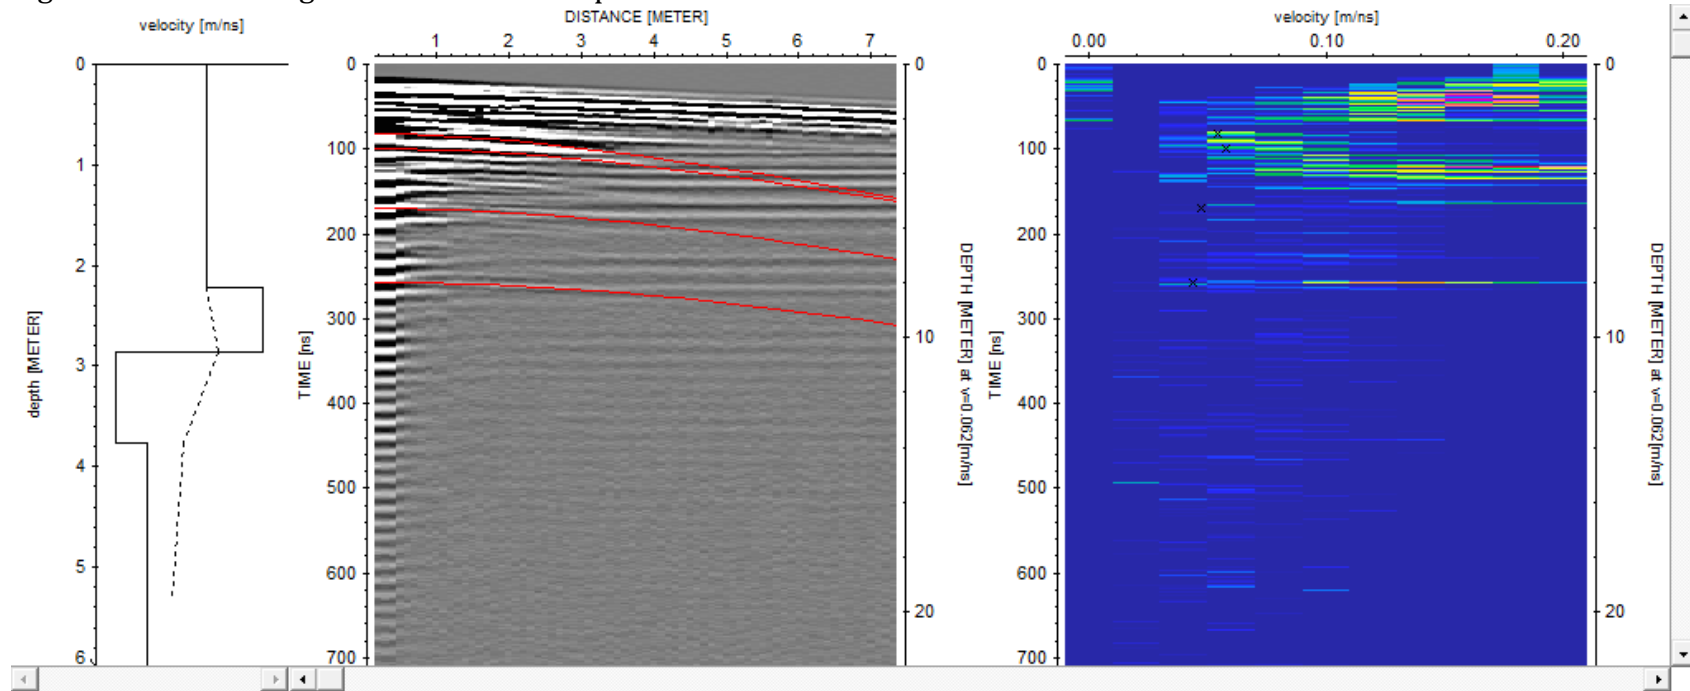 velocity [m/ns]
0
1
2
3
4
5
6
depth [METER]
DISTANCE [METER]
1 2 3 4 5 6 7
0
100
200
300
400
500
600
700
TIME [ns]
0
10
20
DEPTH [METER] at v=0.062[m/ns]
velocity [m/ns]
0.00 0.10 0.20
0
100
200
300
400
500
600
700
TIME [ns]
0
10
20
DEPTH [METER] at v=0.062[m/ns]